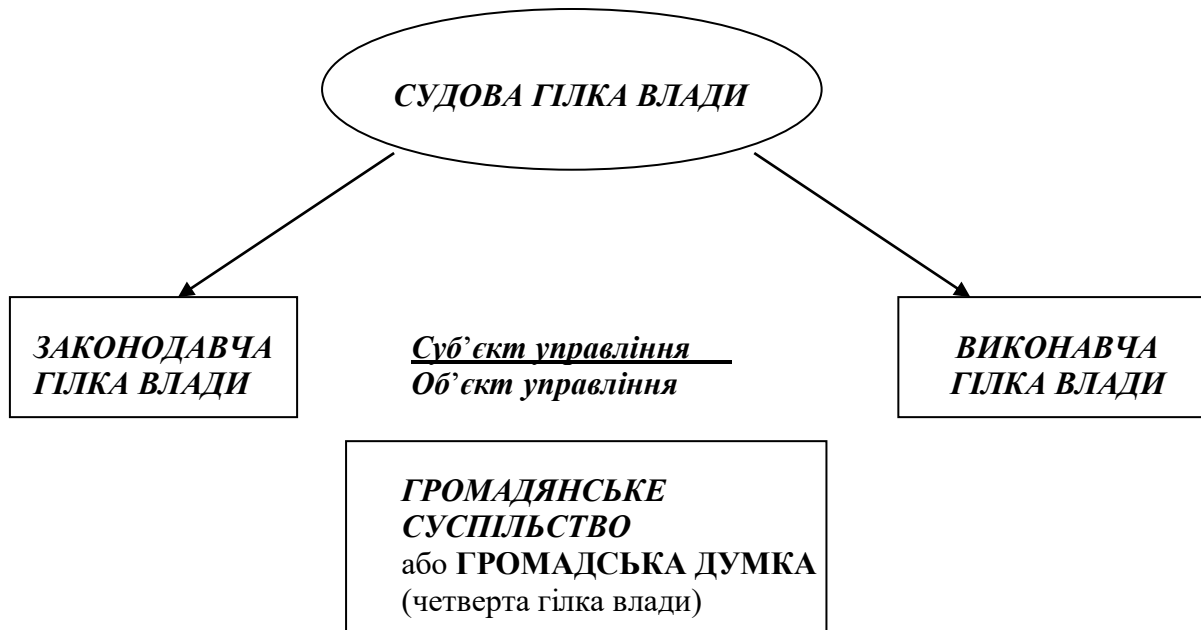 СУДОВА ГІЛКА ВЛАДИ
ЗАКОНОДАВЧА
ГІЛКА ВЛАДИ
Суб’єкт управління
Об’єкт управління
ВИКОНАВЧА
ГІЛКА ВЛАДИ
ГРОМАДЯНСЬКЕ
СУСПІЛЬСТВО
або ГРОМАДСЬКА ДУМКА
(четверта гілка влади)